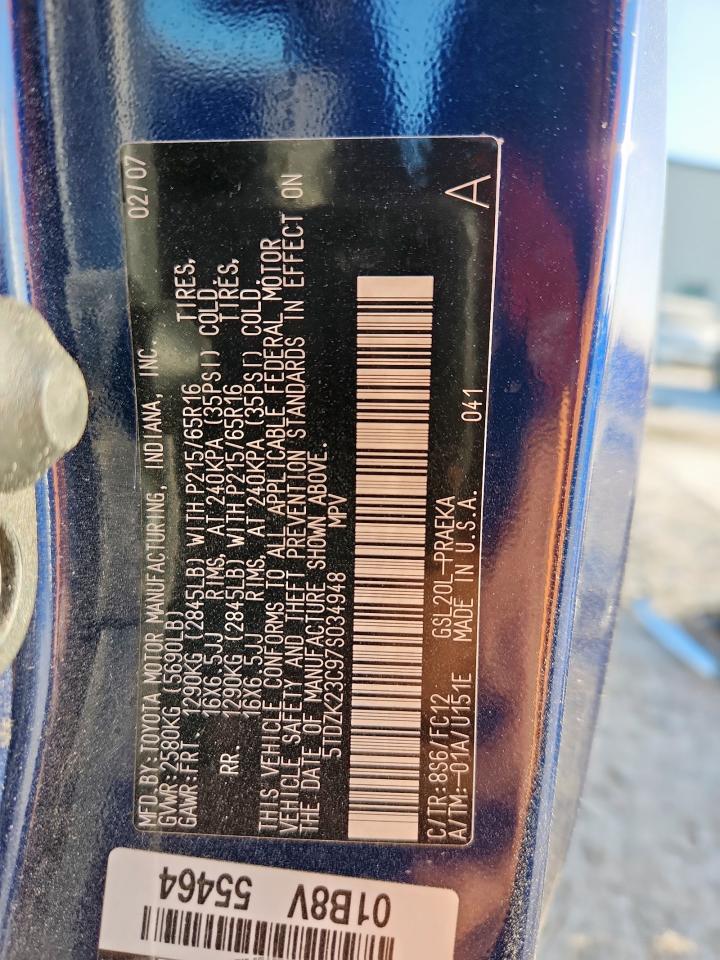 MFD.BY:TOYOTA MOTOR MANUFACTURING, INDIANA, INC. 02/07
GVWR:2580KG(5690LB)
GAWR:FRT. 1290KG (2845LB) WITH P215/65R16 TIRES,
16X6.5JJ RIMS, AT 240KPA (35PSI) COLD
RR. 1290KG (2845LB) WITH P215/65R16 TIRES,
16X6.5JJ RIMS, AT 240KPA (35PSI) COLD.
THIS VEHICLE CONFORMS TO ALL APPLICABLE FEDERAL MOTOR
VEHICLE SAFETY AND THEFT PREVENTION STANDARDS IN EFFECT ON
THE DATE OF MANUFACTURE SHOWN ABOVE.
5TDZK23C97S034948 MPV
C/TR:8S6/FC12 GSL20L-PRAEKA
A/TM:-01A/U151E MADE IN U.S.A. 041 A
01B8V 55464